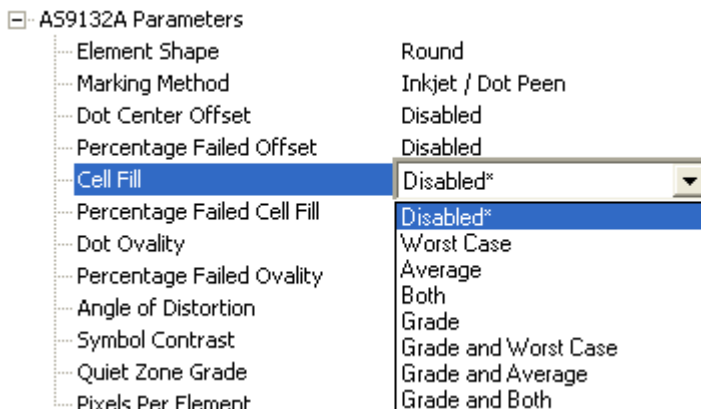 AS9132A Parameters
Element Shape Round
Marking Method Inkjet / Dot Peen
Dot Center Offset Disabled
Percentage Failed Offset Disabled
Cell Fill Disabled*
Percentage Failed Cell Fill Disabled*
Dot Ovality Worst Case
Percentage Failed Ovality Average
Both
Angle of Distortion Grade
Symbol Contrast Grade and Worst Case
Quiet Zone Grade Grade and Average
Pixels Per Element Grade and Both